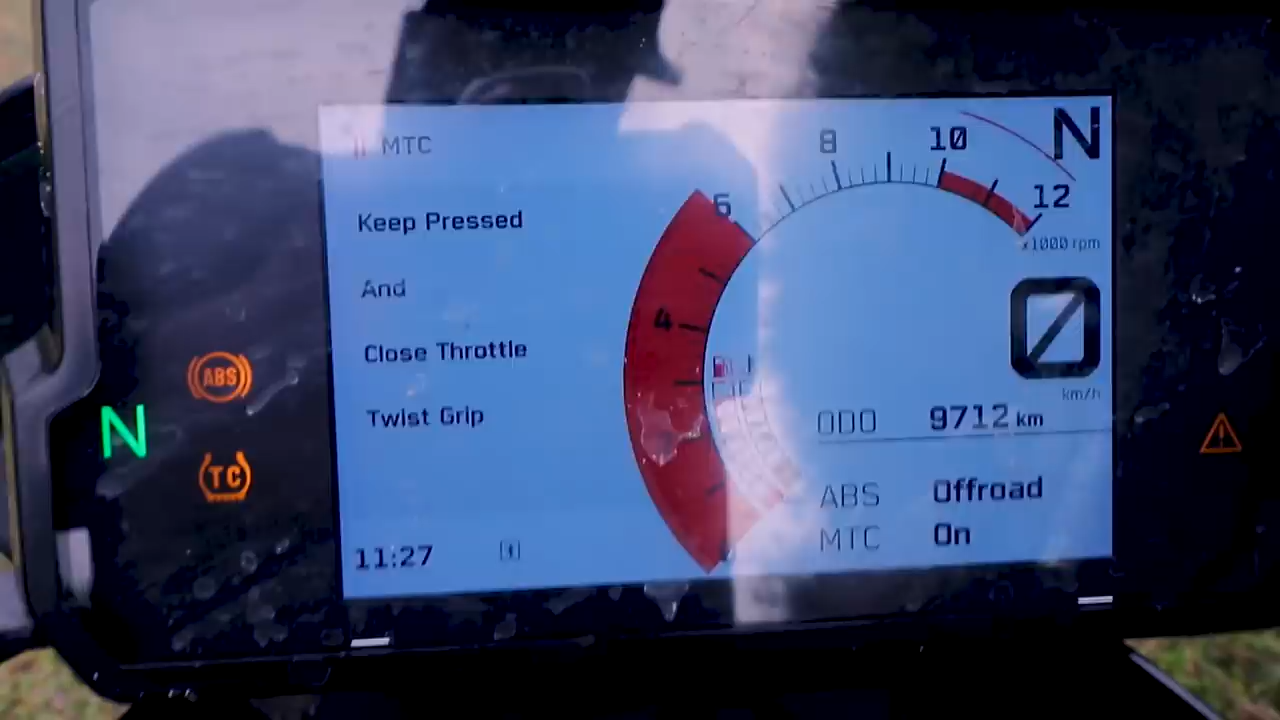 MTC
Keep Pressed
And
Close Throttle
Twist Grip
11:27
4
6
8
10
12
N
x1000 rpm
0
km/h
ODO 9712 km
ABS Offroad
MTC On
ABS
N
TC